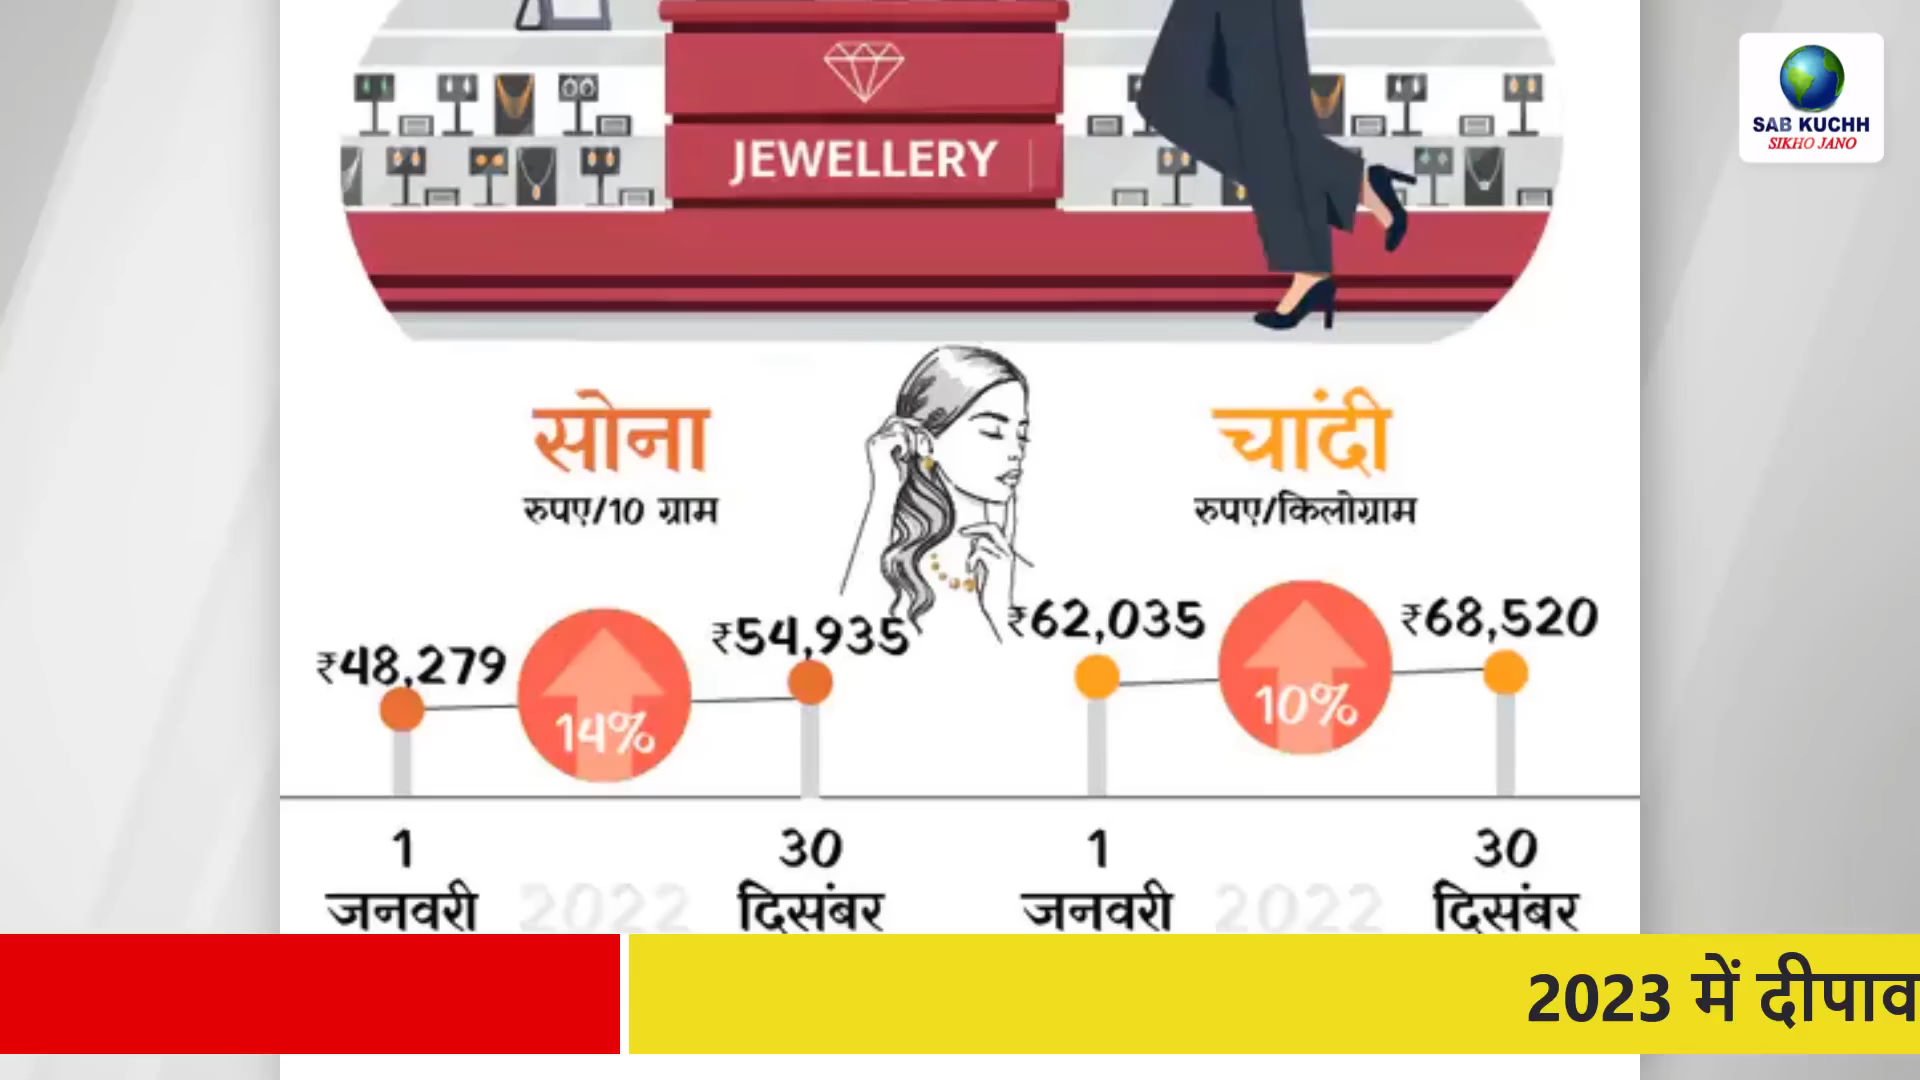 JEWELLERY
SAB KUCHH
SIKHO JANO
सोना
रुपए/10 ग्राम
चांदी
रुपए/किलोग्राम
₹48,279
14%
₹54,935
₹62,035
10%
₹68,520
1
जनवरी
2022
30
दिसंबर
1
जनवरी
2022
30
दिसंबर
2023 में दीपाव